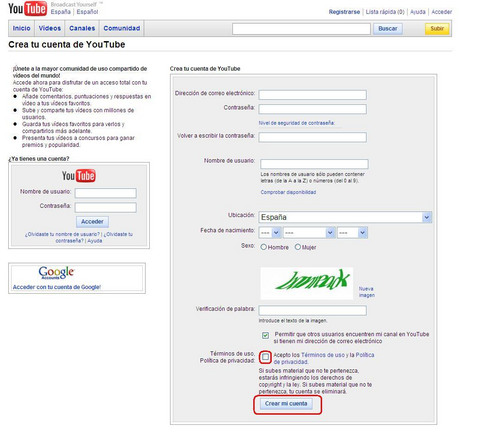 YouTube Broadcast Yourself ™
España | Español
Registrarse | Lista rápida (0) | Ayuda | Acceder
Inicio Vídeos Canales Comunidad Buscar Subir
Crea tu cuenta de YouTube
¡Únete a la mayor comunidad de uso compartido de
vídeos del mundo!
Accede ahora para disfrutar de un acceso total con tu
cuenta de YouTube:
Añade comentarios, puntuaciones y respuestas en
vídeo a tus vídeos favoritos.
Sube y comparte tus vídeos con millones de
usuarios.
Guarda tus vídeos favoritos para verlos y
compartirlos más adelante.
Presenta tus vídeos a concursos para ganar
premios y popularidad.
¿Ya tienes una cuenta?
YouTube
Nombre de usuario:
Contraseña:
Acceder
¿Olvidaste tu nombre de usuario? | ¿Olvidaste tu
contraseña? | Ayuda
Google
Accounts
Acceder con tu cuenta de Google!
Crea tu cuenta de YouTube
Dirección de correo electrónico:
Contraseña:
Nivel de seguridad de contraseña:
Volver a escribir la contraseña:
Nombre de usuario:
Los nombres de usuario sólo pueden contener
letras (de la A a la Z) o números (del 0 al 9).
Comprobar disponibilidad
Ubicación: España
Fecha de nacimiento: --- --- ---
Sexo: Hombre Mujer
Nueva
imagen
Verificación de palabra:
Introduce el texto de la imagen.
Permitir que otros usuarios encuentren mi canal en YouTube
si tienen mi dirección de correo electrónico
Términos de uso,
Política de privacidad:
Acepto los Términos de uso y la Política
de privacidad.
Si subes material que no te pertenezca,
estarás infringiendo los derechos de
copyright y la ley. Si subes material que no te
pertenezca, tu cuenta se eliminará.
Crear mi cuenta